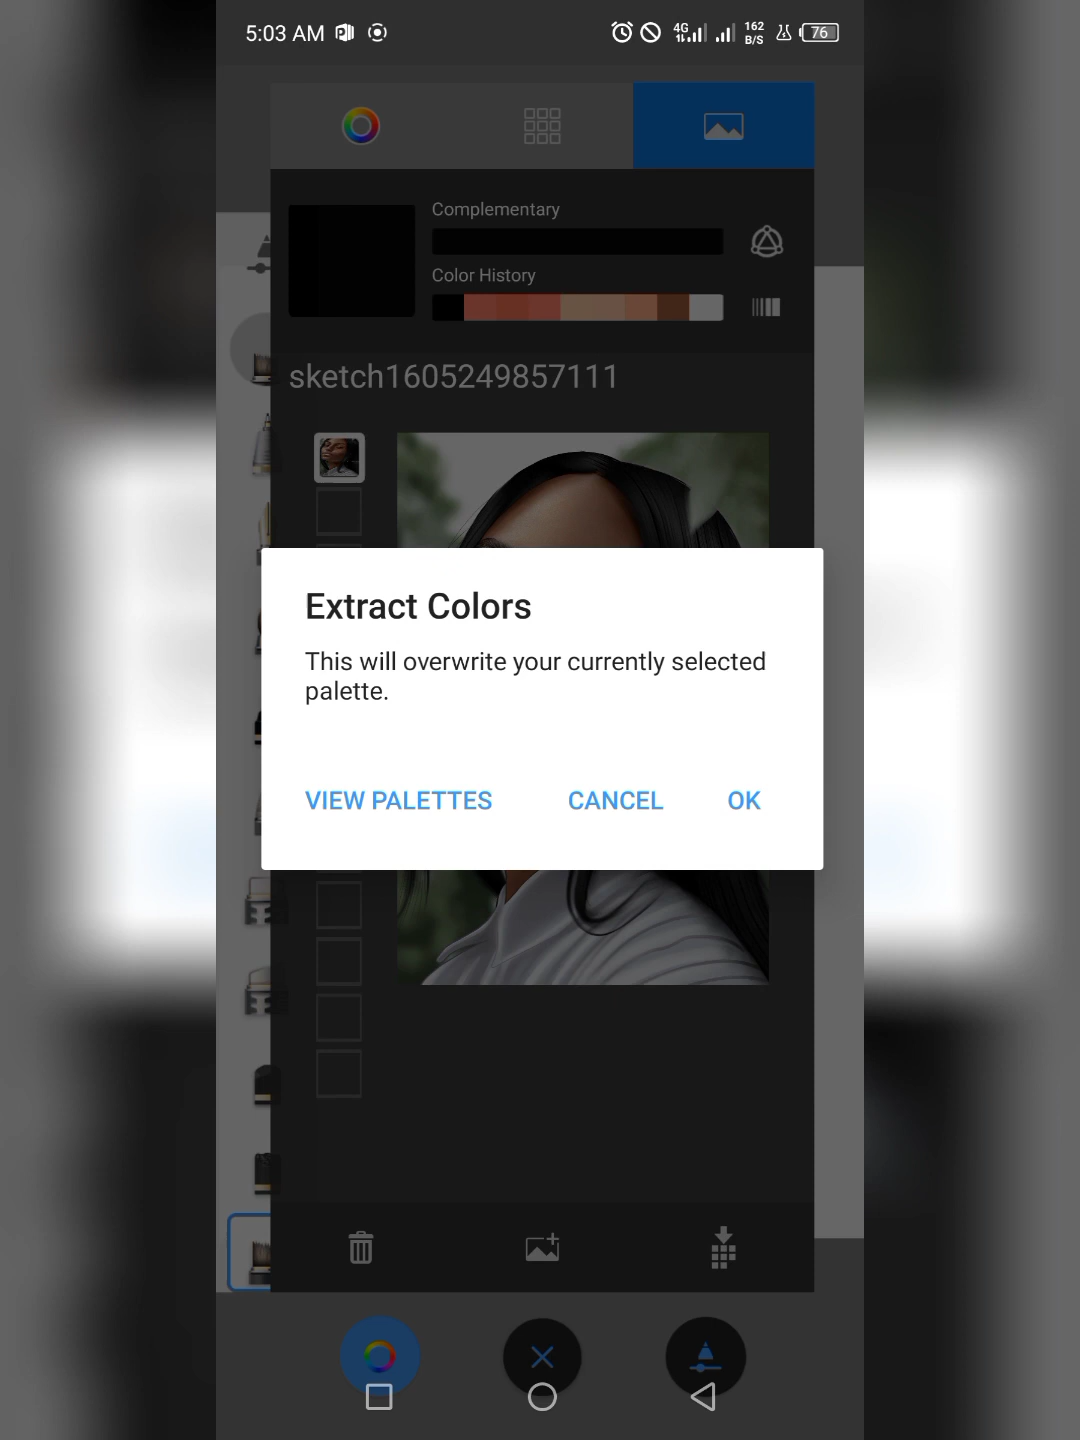 5:03 AM
4G
162
B/S
76
Complementary
Color History
sketch1605249857111
Extract Colors
This will overwrite your currently selected
palette.
VIEW PALETTES CANCEL OK